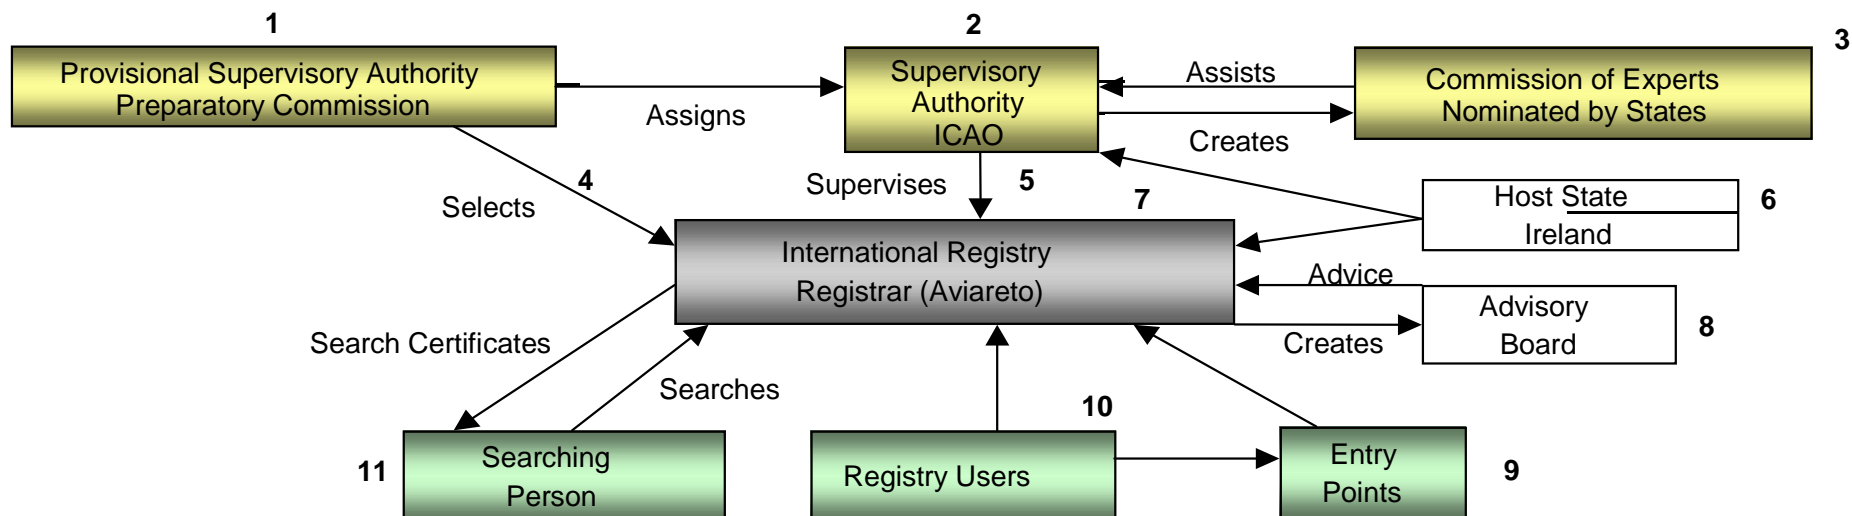 1
2
3
Provisional Supervisory Authority
Preparatory Commission
Assigns
Supervisory
Authority
ICAO
Assists
Creates
Commission of Experts
Nominated by States
4
Selects
Supervises
5
7
Host State
Ireland
6
International Registry
Registrar (Aviareto)
Advice
Creates
Advisory
Board
8
Search Certificates
Searches
10
11
Searching
Person
Registry Users
Entry
Points
9